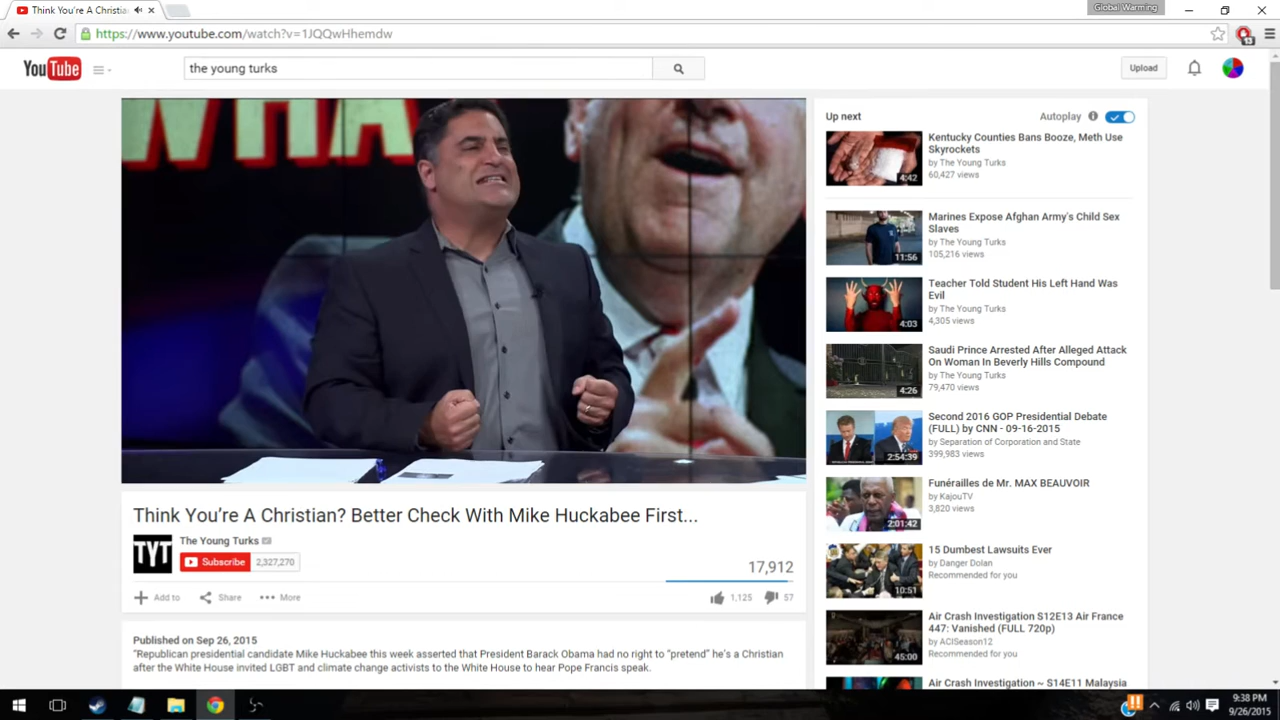 Think You're A Christia
Global Warming
https://www.youtube.com/watch?v=1JQQwHhemdw
13
YouTube
the young turks
Upload
WHA
Think You’re A Christian? Better Check With Mike Huckabee First...
TYT
The Young Turks
Subscribe 2,327,270
17,912
Add to Share More
1,125 57
Published on Sep 26, 2015
"Republican presidential candidate Mike Huckabee this week asserted that President Barack Obama had no right to "pretend" he's a Christian
after the White House invited LGBT and climate change activists to the White House to hear Pope Francis speak.
Up next Autoplay
4:42
Kentucky Counties Bans Booze, Meth Use
Skyrockets
by The Young Turks
60,427 views
11:56
Marines Expose Afghan Army's Child Sex
Slaves
by The Young Turks
105,216 views
4:03
Teacher Told Student His Left Hand Was
Evil
by The Young Turks
4,305 views
4:26
Saudi Prince Arrested After Alleged Attack
On Woman In Beverly Hills Compound
by The Young Turks
79,470 views
2:54:39
Second 2016 GOP Presidential Debate
(FULL) by CNN - 09-16-2015
by Separation of Corporation and State
399,983 views
2:01:42
Funérailles de Mr. MAX BEAUVOIR
by KajouTV
3,820 views
10:51
15 Dumbest Lawsuits Ever
by Danger Dolan
Recommended for you
45:00
Air Crash Investigation S12E13 Air France
447: Vanished (FULL 720p)
by ACISeason12
Recommended for you
Air Crash Investigation ~ S14E11 Malaysia
9:38 PM
9/26/2015